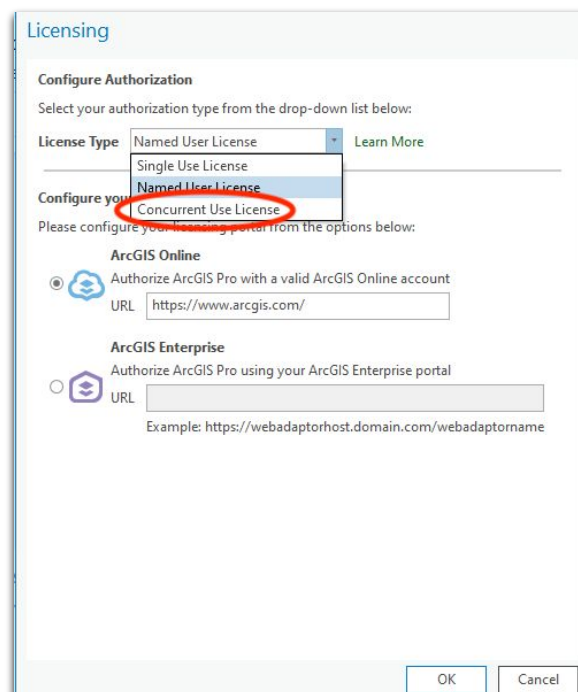 Licensing
Configure Authorization
Select your authorization type from the drop-down list below:
License Type Named User License Learn More
Single Use License
Named User License
Configure you
Concurrent Use License
Please configure your licensing portal from the options below:
ArcGIS Online
Authorize ArcGIS Pro with a valid ArcGIS Online account
URL https://www.arcgis.com/
ArcGIS Enterprise
Authorize ArcGIS Pro using your ArcGIS Enterprise portal
URL
Example: https://webadaptorhost.domain.com/webadaptorname
OK Cancel